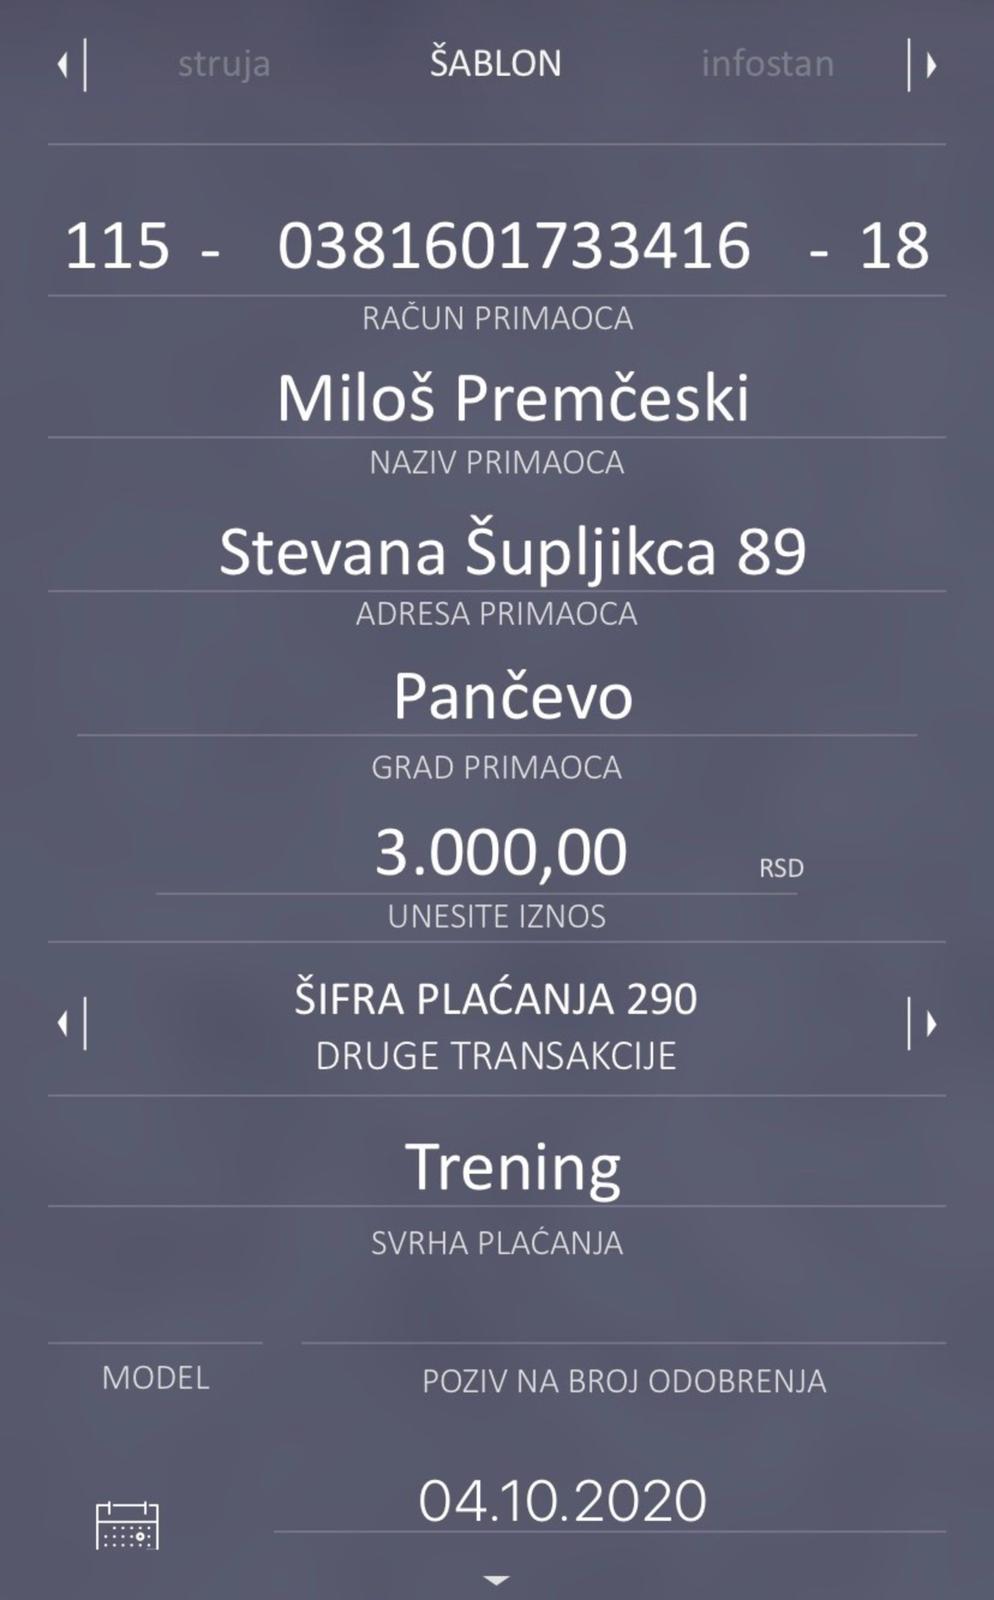 struja ŠABLON infostan
115 - 0381601733416 - 18
RAČUN PRIMAOCA
Miloš Premčeski
NAZIV PRIMAOCA
Stevana Šupljikca 89
ADRESA PRIMAOCA
Pančevo
GRAD PRIMAOCA
3.000,00 RSD
UNESITE IZNOS
ŠIFRA PLAĆANJA 290
DRUGE TRANSAKCIJE
Trening
SVRHA PLAĆANJA
MODEL POZIV NA BROJ ODOBRENJA
04.10.2020